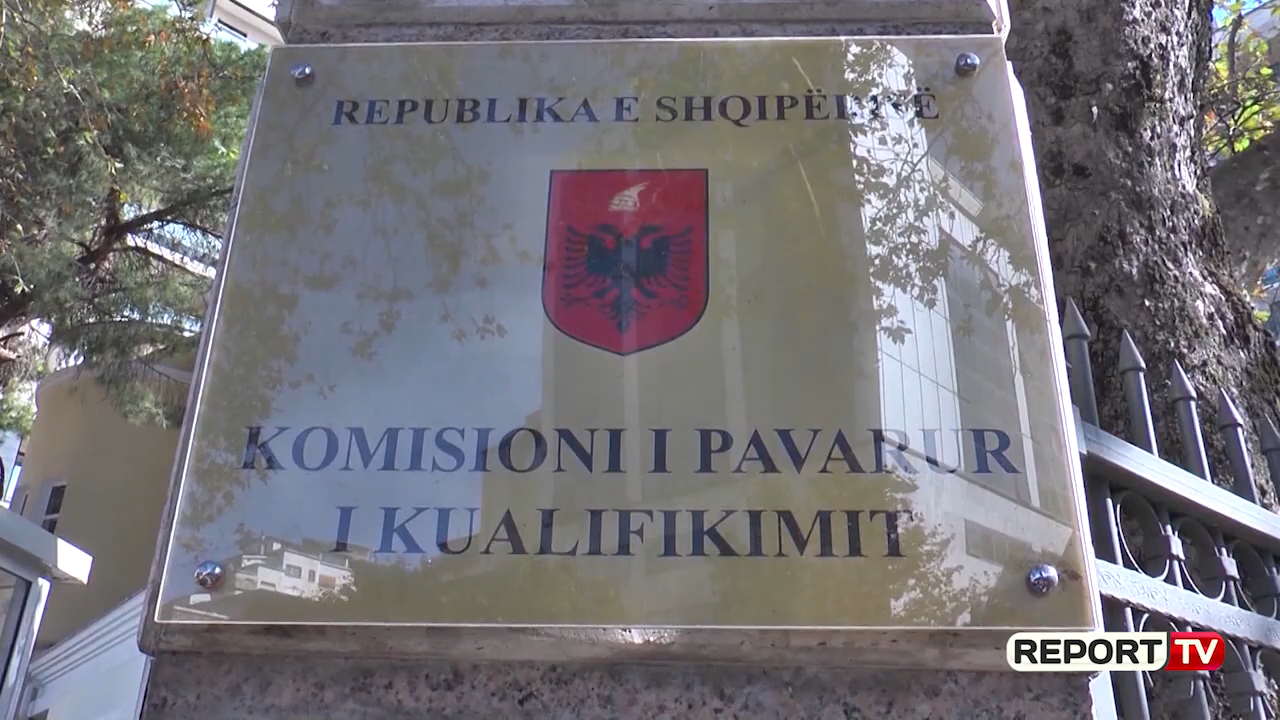 REPUBLIKA E SHQIPËRISË
KOMISIONI I PAVARUR
I KUALIFIKIMIT
REPORT TV